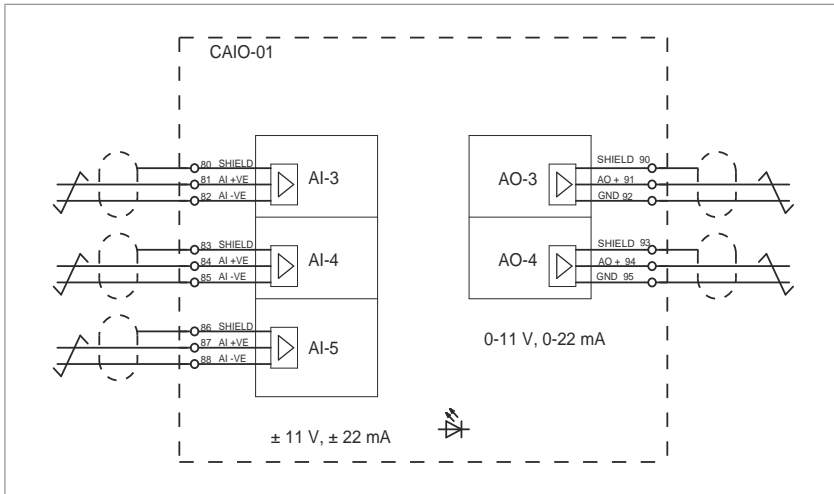 CAIO-01
80 SHIELD
81 AI +VE
82 AI -VE
AI-3
83 SHIELD
84 AI +VE
85 AI -VE
AI-4
86 SHIELD
87 AI +VE
88 AI -VE
AI-5
± 11 V, ± 22 mA
AO-3
SHIELD 90
AO + 91
GND 92
AO-4
SHIELD 93
AO + 94
GND 95
0-11 V, 0-22 mA